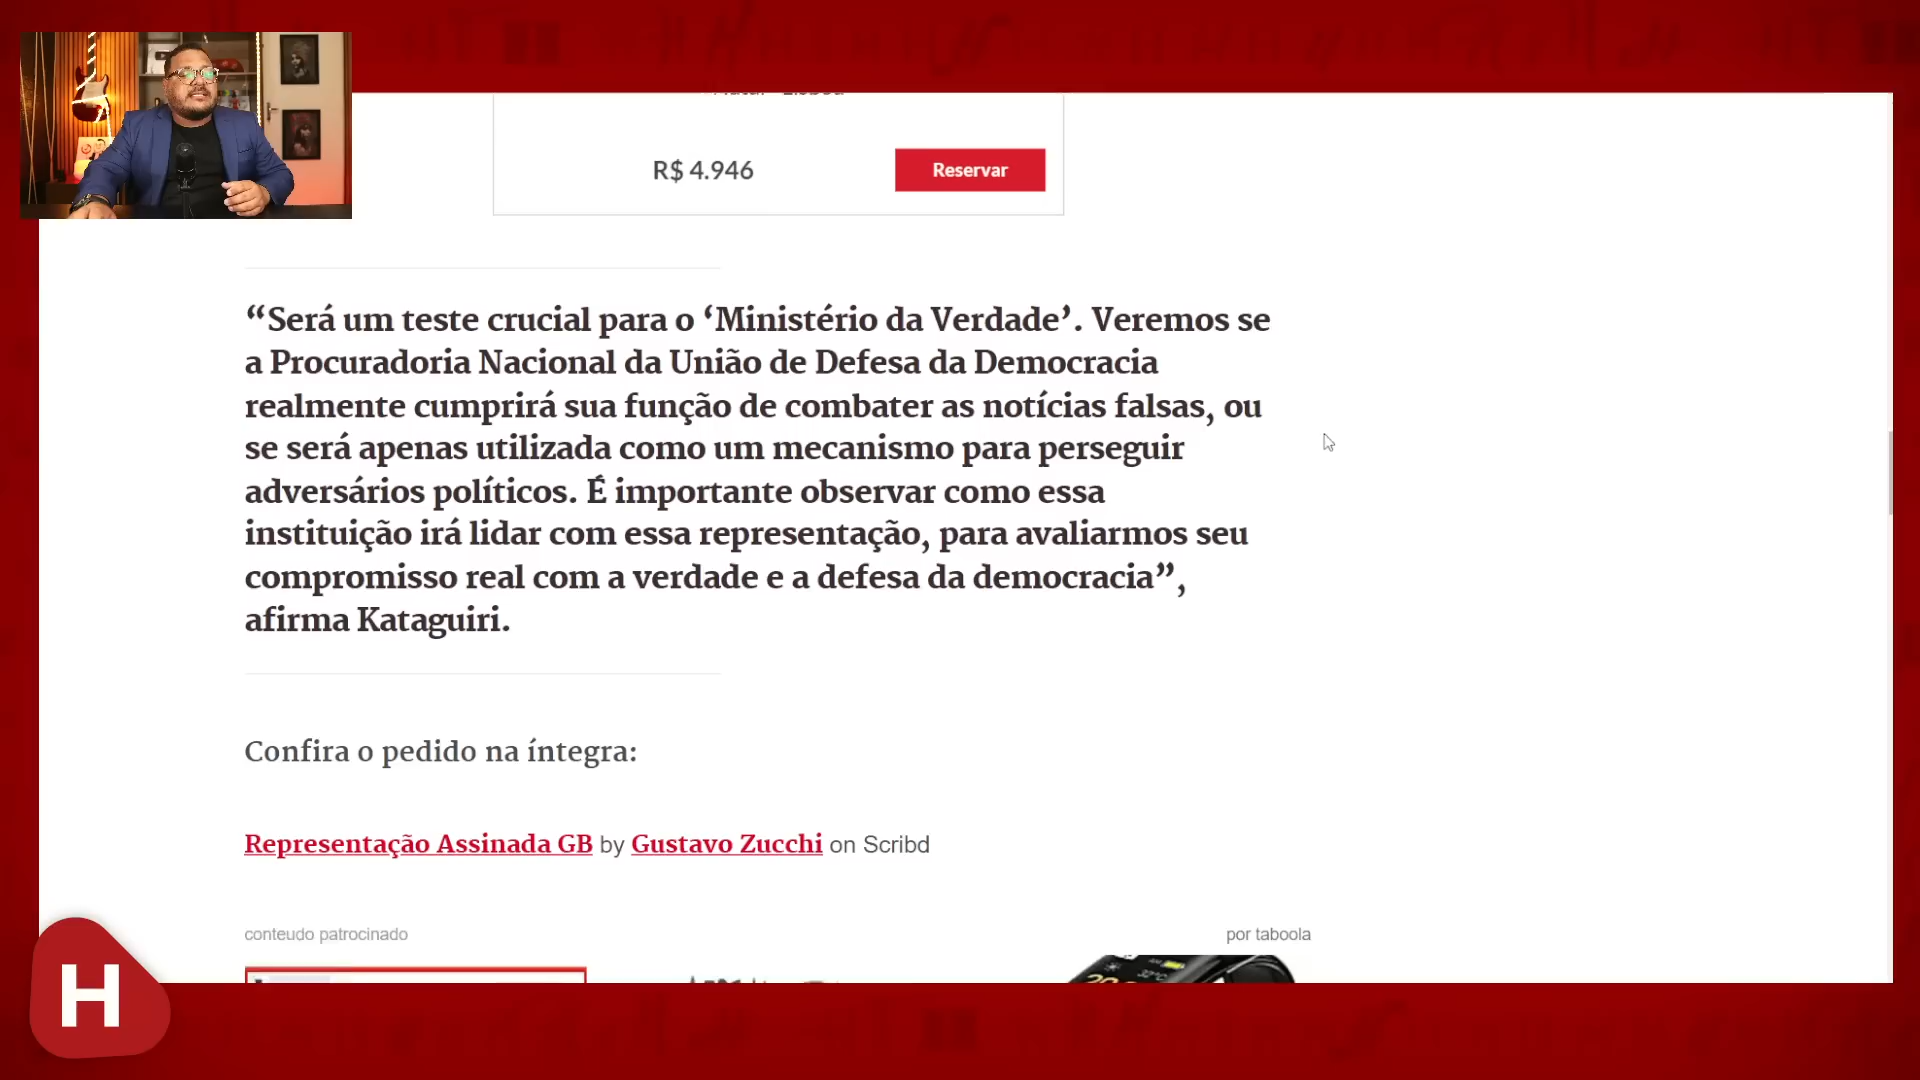 R$ 4.946
Reservar
“Será um teste crucial para o ‘Ministério da Verdade’. Veremos se
a Procuradoria Nacional da União de Defesa da Democracia
realmente cumprirá sua função de combater as notícias falsas, ou
se será apenas utilizada como um mecanismo para perseguir
adversários políticos. É importante observar como essa
instituição irá lidar com essa representação, para avaliarmos seu
compromisso real com a verdade e a defesa da democracia”,
afirma Kataguiri.
Confira o pedido na íntegra:
Representação Assinada GB by Gustavo Zucchi on Scribd
conteudo patrocinado
por taboola
H